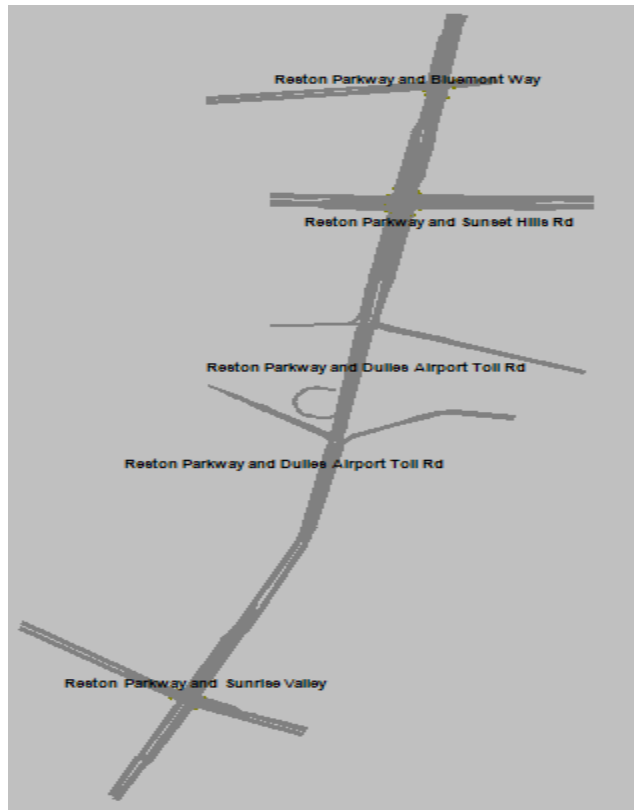 Reston Parkway and Bluemont Way
Reston Parkway and Sunset Hills Rd
Reston Parkway and Dulles Airport Toll Rd
Reston Parkway and Dulles Airport Toll Rd
Reston Parkway and Sunrise Valley